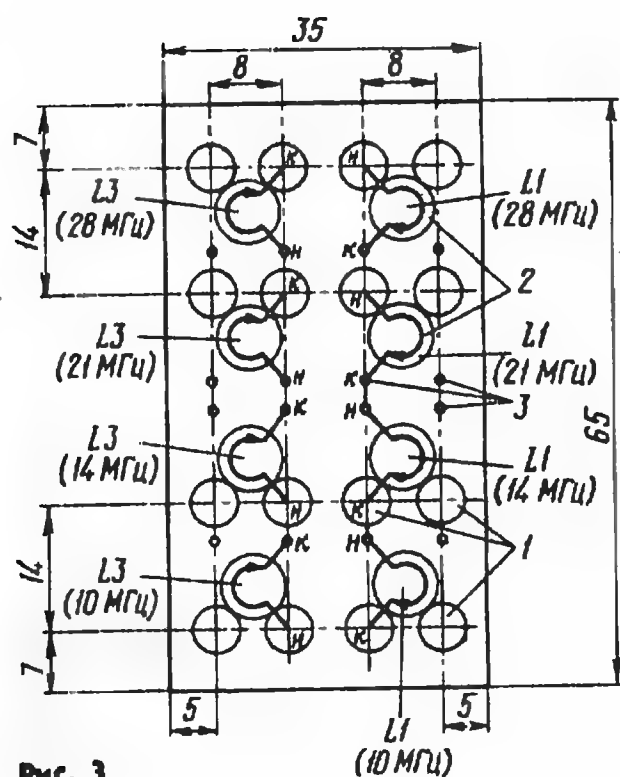 35
8 8
7
L3
(28 МГц)
К Н
L1
(28 МГц)
14
Н К
2
К Н
L3
(21 МГц)
L1
(21 МГц)
Н К
К Н
3
65
L3
(14 МГц)
L1
(14 МГц)
Н К
1
К Н
14
L3
(10 МГц)
Н К
7
5 5
L1
(10 МГц)
Рис. 3